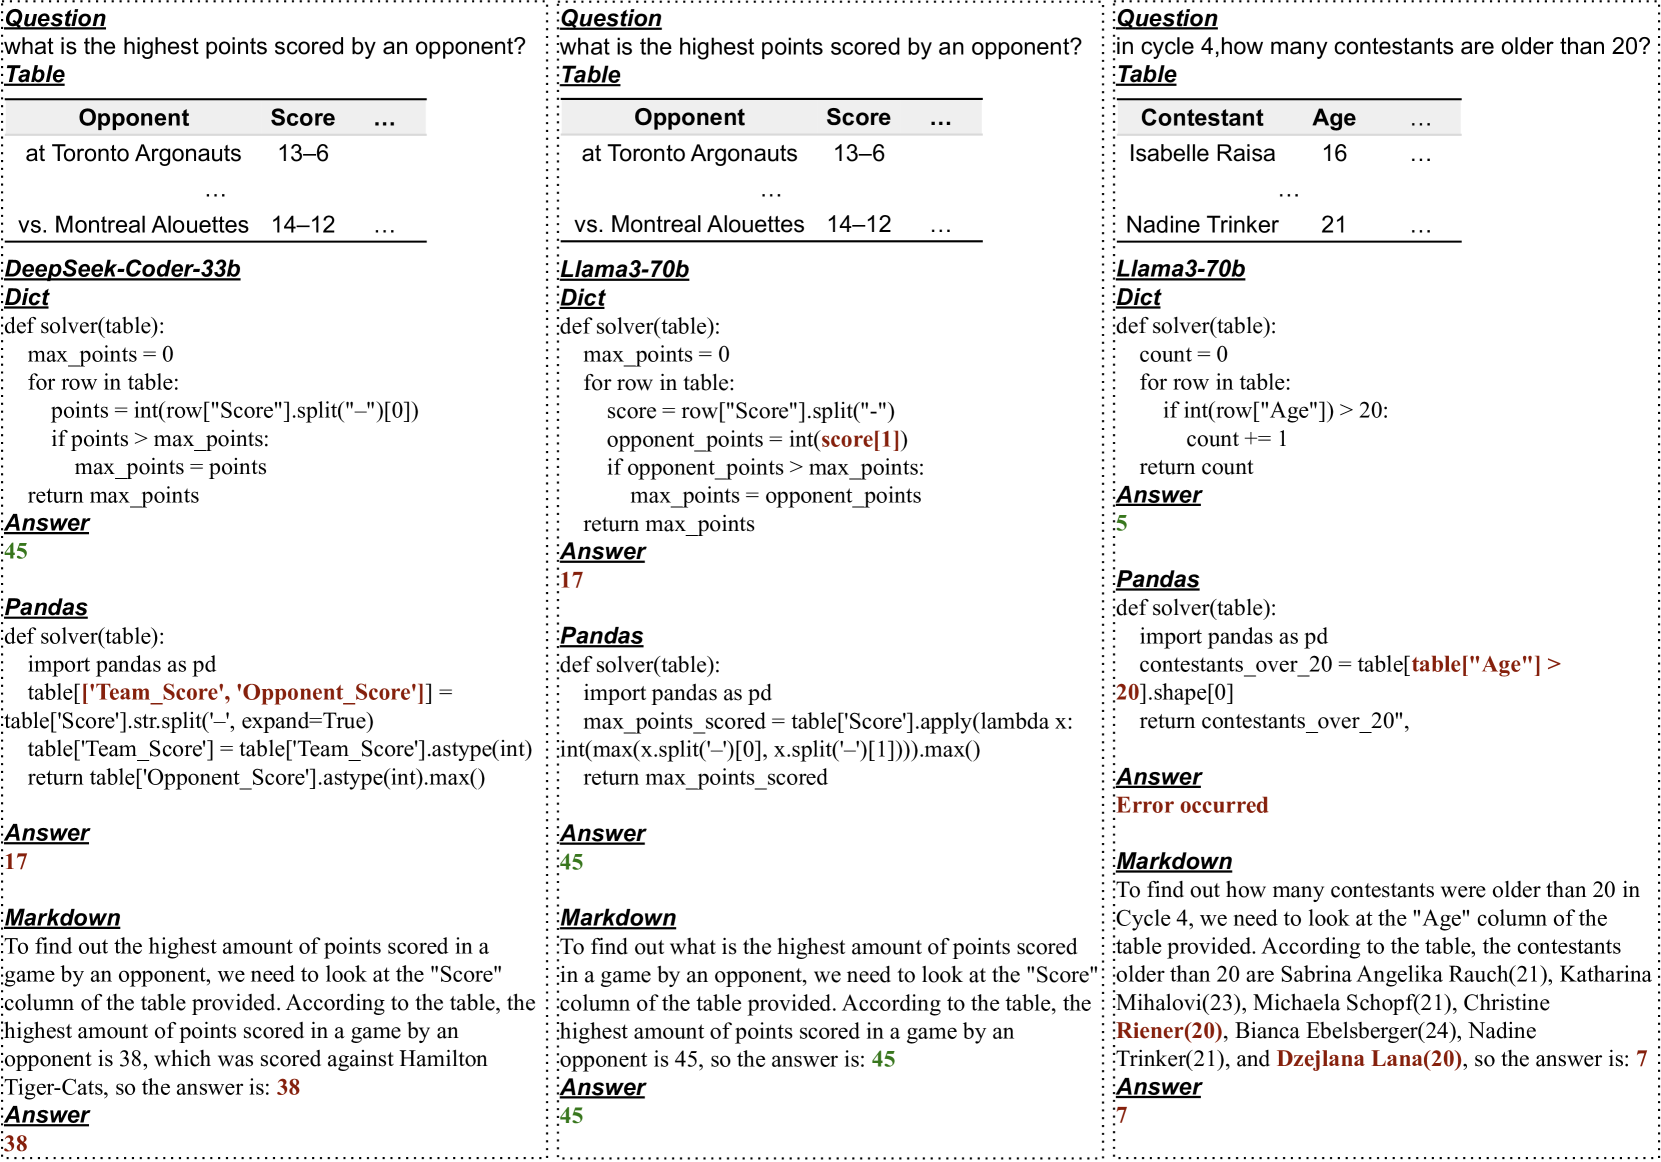 Question
what is the highest points scored by an opponent?
Table
Opponent Score …
at Toronto Argonauts 13–6
…
vs. Montreal Alouettes 14–12 …
DeepSeek-Coder-33b
Dict
def solver(table):
max_points = 0
for row in table:
points = int(row["Score"].split("–")[0])
if points > max_points:
max_points = points
return max_points
Answer
45
Pandas
def solver(table):
import pandas as pd
table[['Team_Score', 'Opponent_Score']] =
table['Score'].str.split('–', expand=True)
table['Team_Score'] = table['Team_Score'].astype(int)
return table['Opponent_Score'].astype(int).max()
Answer
17
Markdown
To find out the highest amount of points scored in a
game by an opponent, we need to look at the "Score"
column of the table provided. According to the table, the
highest amount of points scored in a game by an
opponent is 38, which was scored against Hamilton
Tiger-Cats, so the answer is: 38
Answer
38
Question
what is the highest points scored by an opponent?
Table
Opponent Score …
at Toronto Argonauts 13–6
…
vs. Montreal Alouettes 14–12 …
Llama3-70b
Dict
def solver(table):
max_points = 0
for row in table:
score = row["Score"].split("-")
opponent_points = int(score[1])
if opponent_points > max_points:
max_points = opponent_points
return max_points
Answer
17
Pandas
def solver(table):
import pandas as pd
max_points_scored = table['Score'].apply(lambda x:
int(max(x.split('–')[0], x.split('–')[1]))).max()
return max_points_scored
Answer
45
Markdown
To find out what is the highest amount of points scored
in a game by an opponent, we need to look at the "Score"
column of the table provided. According to the table, the
highest amount of points scored in a game by an
opponent is 45, so the answer is: 45
Answer
45
Question
in cycle 4,how many contestants are older than 20?
Table
Contestant Age …
Isabelle Raisa 16 …
…
Nadine Trinker 21 …
Llama3-70b
Dict
def solver(table):
count = 0
for row in table:
if int(row["Age"]) > 20:
count += 1
return count
Answer
5
Pandas
def solver(table):
import pandas as pd
contestants_over_20 = table[table["Age"] >
20].shape[0]
return contestants_over_20",
Answer
Error occurred
Markdown
To find out how many contestants were older than 20 in
Cycle 4, we need to look at the "Age" column of the
table provided. According to the table, the contestants
older than 20 are Sabrina Angelika Rauch(21), Katharina
Mihalovi(23), Michaela Schopf(21), Christine
Riener(20), Bianca Ebelsberger(24), Nadine
Trinker(21), and Dzejlana Lana(20), so the answer is: 7
Answer
7